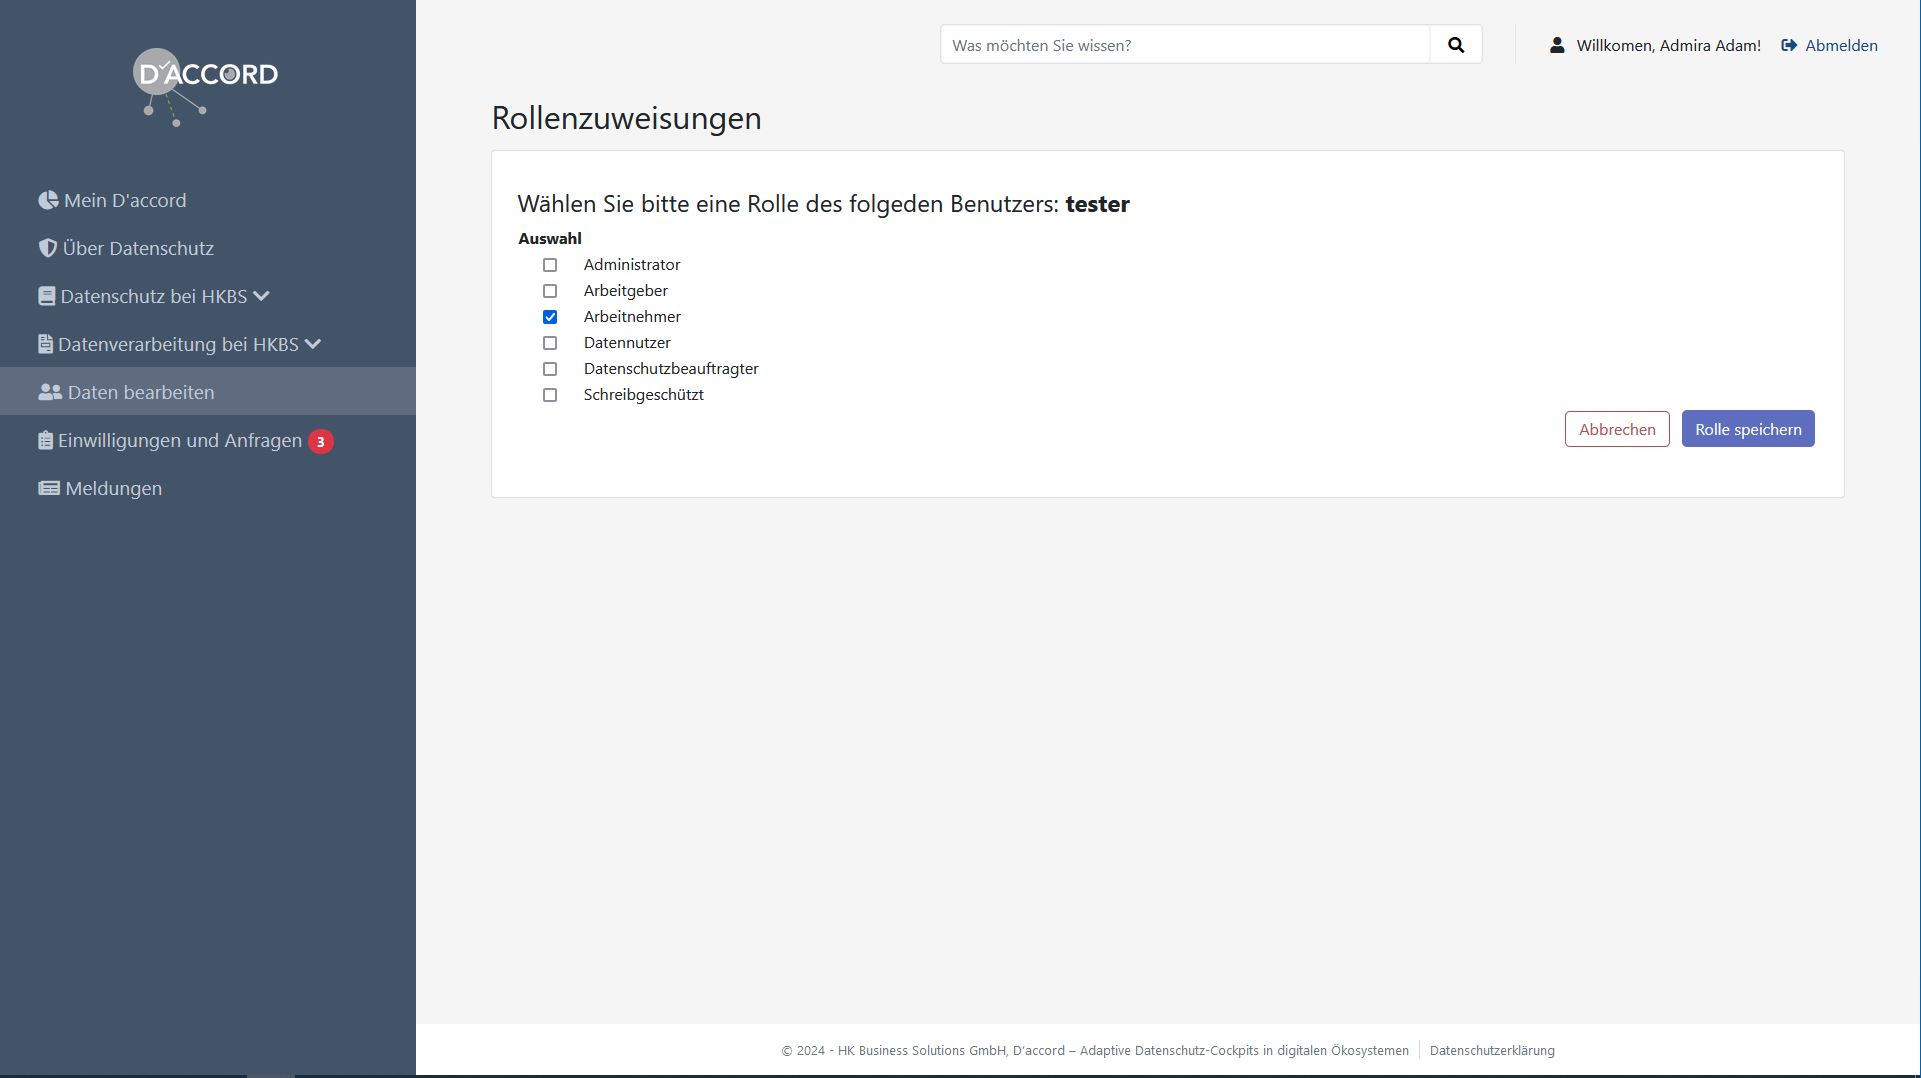 D'ACCORD
Mein D'accord
Über Datenschutz
Datenschutz bei HKBS
Datenverarbeitung bei HKBS
Daten bearbeiten
Einwilligungen und Anfragen 3
Meldungen
Was möchten Sie wissen?
Willkomen, Admira Adam! Abmelden
Rollenzuweisungen
Wählen Sie bitte eine Rolle des folgeden Benutzers: tester
Auswahl
Administrator
Arbeitgeber
Arbeitnehmer
Datennutzer
Datenschutzbeauftragter
Schreibgeschützt
Abbrechen Rolle speichern
© 2024 - HK Business Solutions GmbH, D'accord – Adaptive Datenschutz-Cockpits in digitalen Ökosystemen Datenschutzerklärung